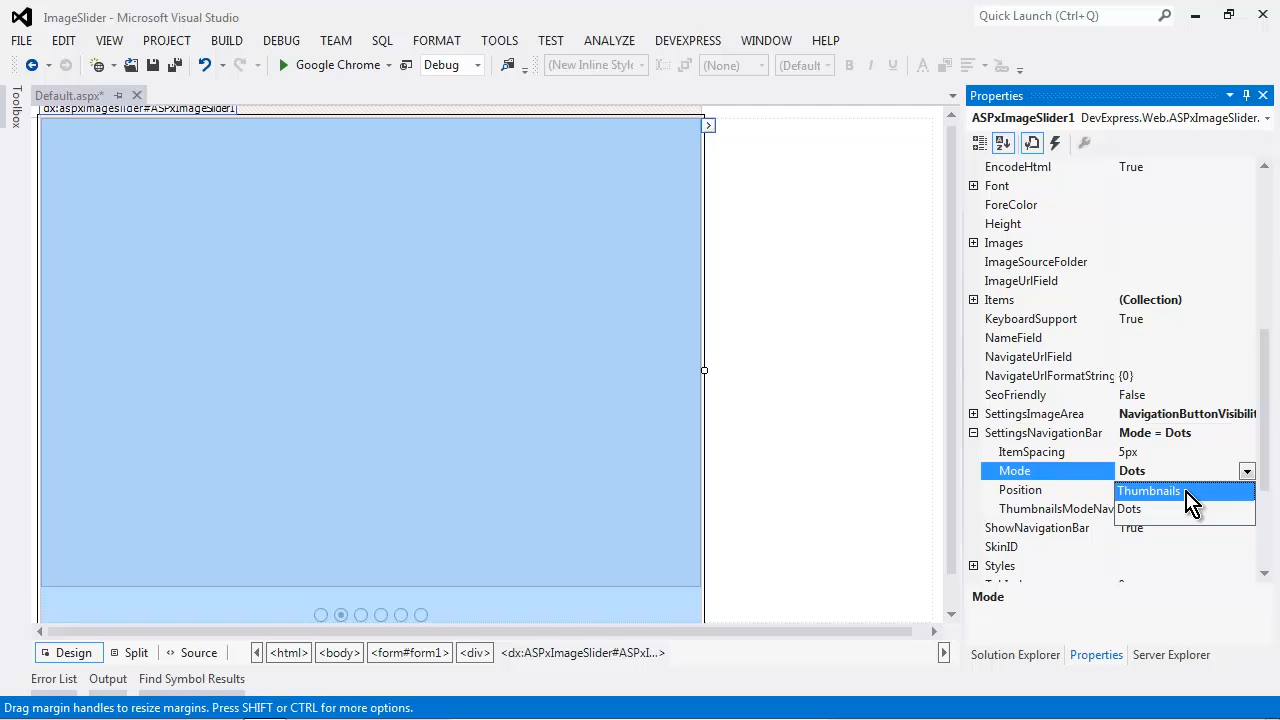 ImageSlider - Microsoft Visual Studio
Quick Launch (Ctrl+Q)
FILE EDIT VIEW PROJECT BUILD DEBUG TEAM SQL FORMAT TOOLS TEST ANALYZE DEVEXPRESS WINDOW HELP
Google Chrome Debug (New Inline Style (None) (Default B I U
Toolbox
Default.aspx*
dx:aspximageslider#ASPxImageSlider1
Properties
ASPxImageSlider1 DevExpress.Web.ASPxImageSlider.
EncodeHtml True
Font
ForeColor
Height
Images
ImageSourceFolder
ImageUrlField
Items (Collection)
KeyboardSupport True
NameField
NavigateUrlField
NavigateUrlFormatString {0}
SeoFriendly False
SettingsImageArea NavigationButtonVisibilit
SettingsNavigationBar Mode = Dots
ItemSpacing 5px
Mode Dots
Position Thumbnails
ThumbnailsModeNav Dots
ShowNavigationBar True
SkinID
Styles
Mode
Design Split Source <html> <body> <form#form1> <div> <dx:ASPxImageSlider#ASPxI...>
Solution Explorer Properties Server Explorer
Error List Output Find Symbol Results
Drag margin handles to resize margins. Press SHIFT or CTRL for more options.